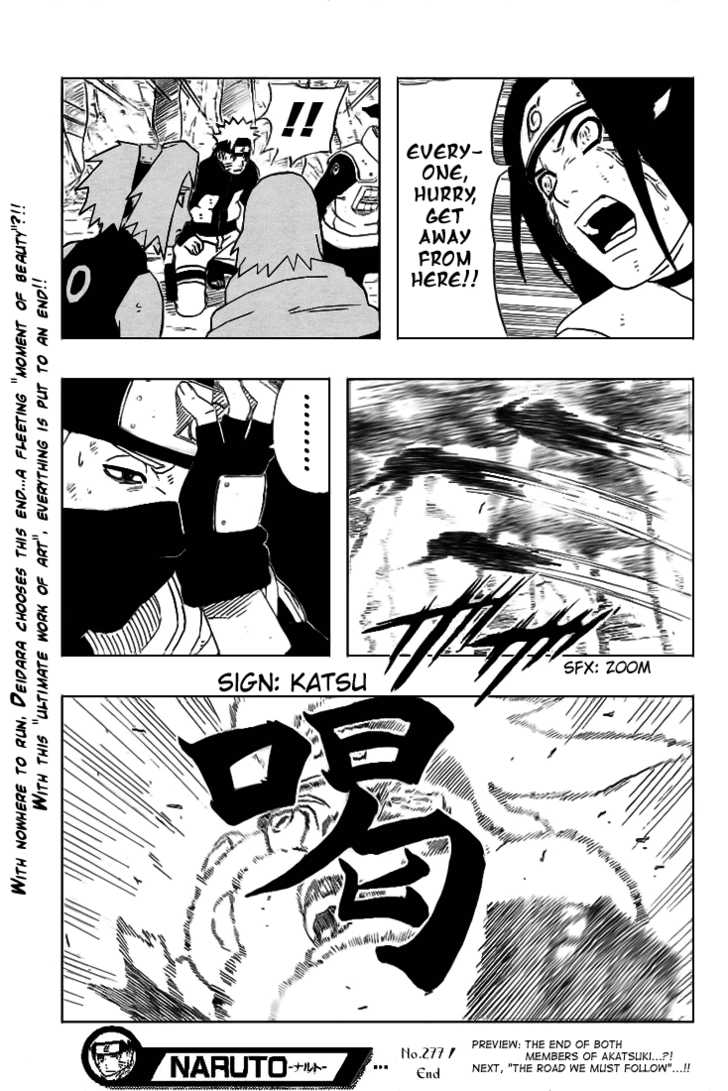 EVERY-
ONE,
HURRY,
GET
AWAY
FROM
HERE!!
!!
ザザッ
SFX: ZOOM
........
SIGN: KATSU
喝
With nowhere to run, Deidara chooses this end...a fleeting "moment of beauty"?!!
With this "ultimate work of art", everything is put to an end!!
NARUTO -ナルト- ...
No.277/
End
PREVIEW: THE END OF BOTH
MEMBERS OF AKATSUKI...?!
NEXT, "THE ROAD WE MUST FOLLOW"...!!